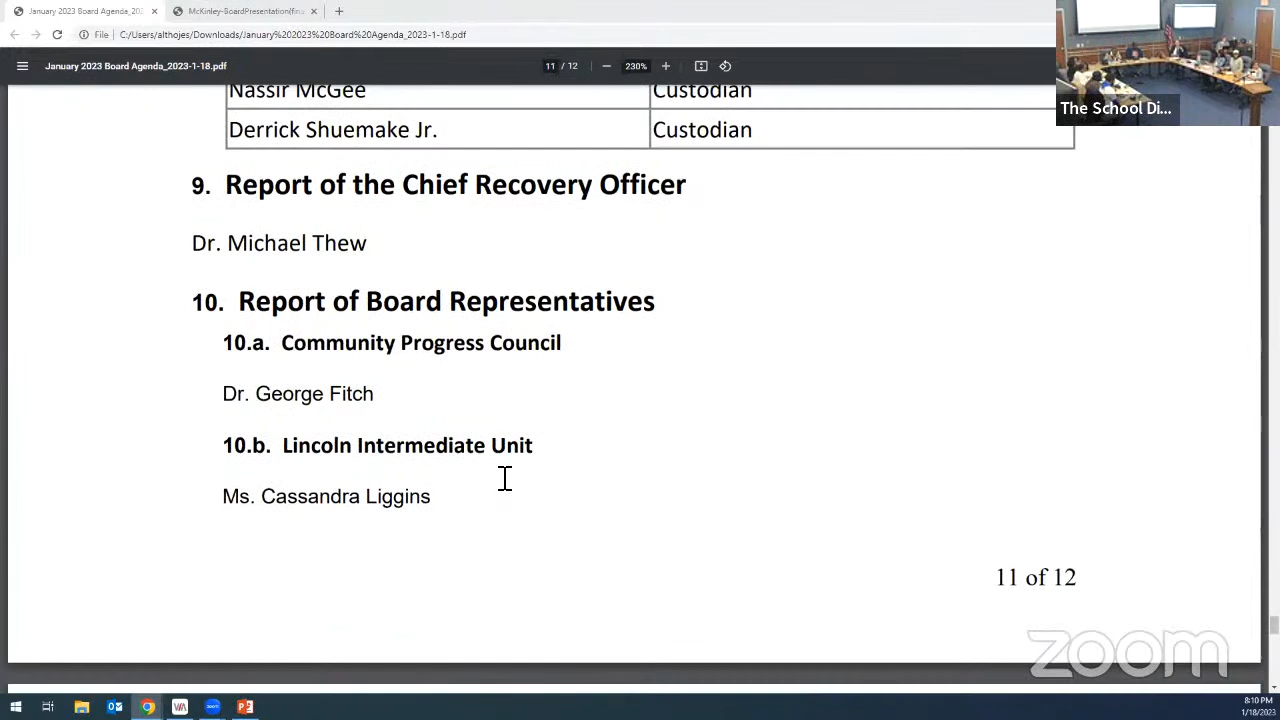 January 2023 Board Agenda_20
McKinley-BoardPresentation(fin
File
C:/Users/althojes/Downloads/January%202023%20Board%20Agenda_2023-1-18.pdf
January 2023 Board Agenda_2023-1-18.pdf
11 / 12
230%
The School Di...
Nassir McGee
Custodian
Derrick Shuemake Jr.
Custodian
9. Report of the Chief Recovery Officer
Dr. Michael Thew
10. Report of Board Representatives
10.a. Community Progress Council
Dr. George Fitch
10.b. Lincoln Intermediate Unit
Ms. Cassandra Liggins
11 of 12
zoom
8:10 PM
1/18/2023